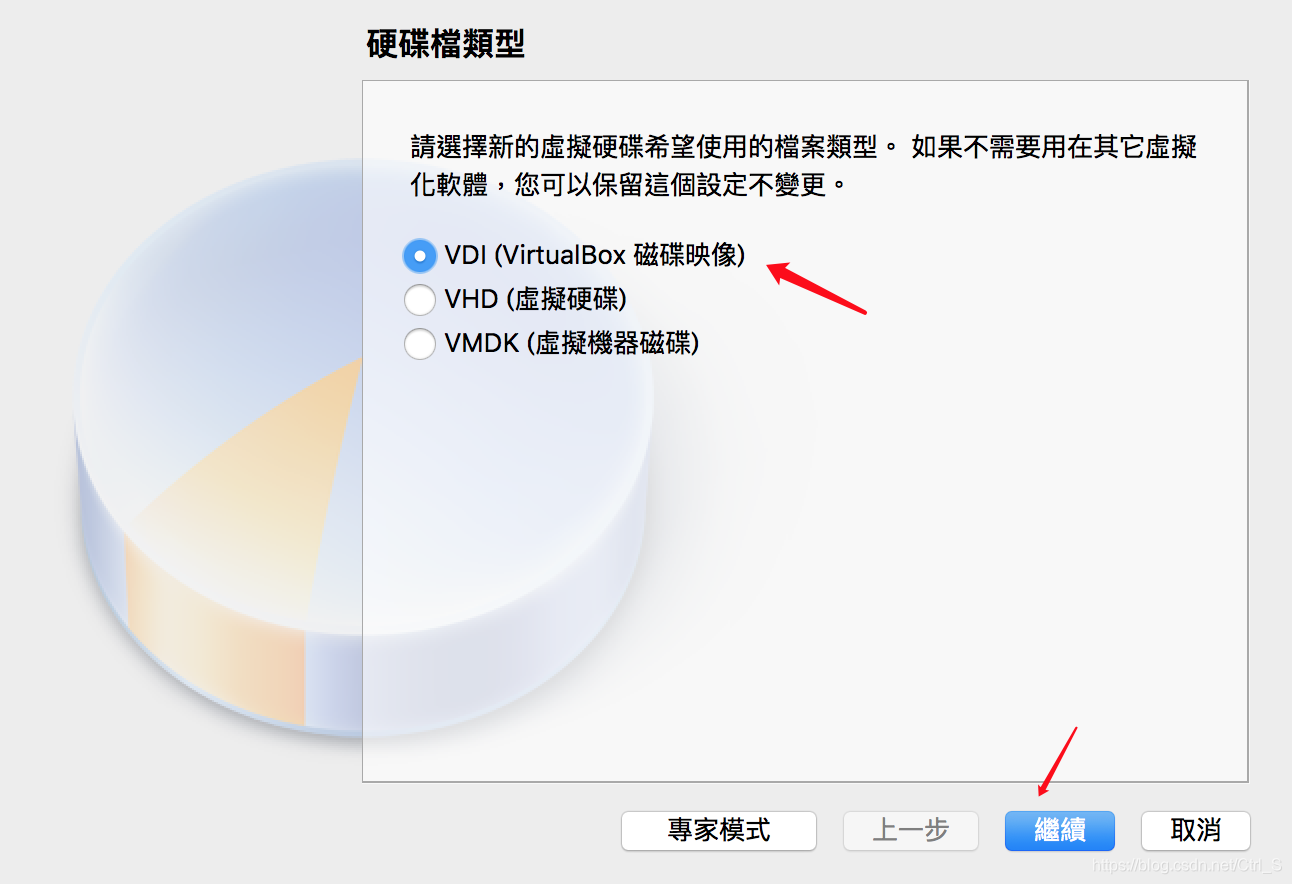 硬碟檔類型
請選擇新的虛擬硬碟希望使用的檔案類型。 如果不需要用在其它虛擬
化軟體，您可以保留這個設定不變更。
VDI (VirtualBox 磁碟映像)
VHD (虛擬硬碟)
VMDK (虛擬機器磁碟)
專家模式
上一步
繼續
取消
https://blog.csdn.net/Ctrl_S